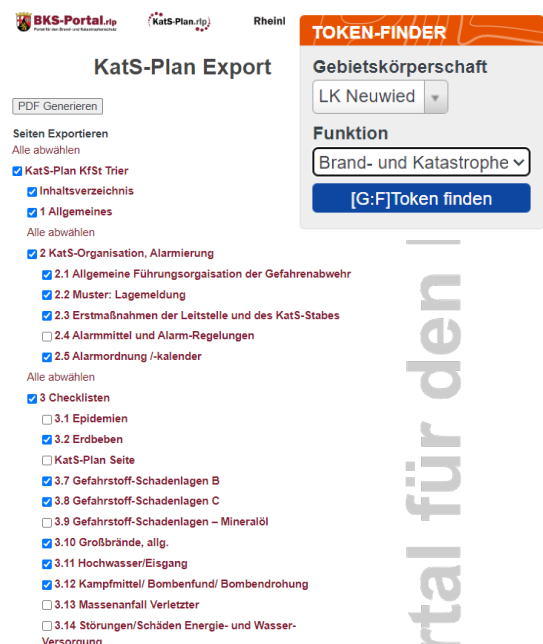 BKS-Portal.rlp
Portal für den Brand- und Katastrophenschutz
KatS-Plan.rlp
Rheinl
KatS-Plan Export
PDF Generieren
Seiten Exportieren
Alle abwählen
KatS-Plan KfSt Trier
Inhaltsverzeichnis
1 Allgemeines
Alle abwählen
2 KatS-Organisation, Alarmierung
2.1 Allgemeine Führungsorgaisation der Gefahrenabwehr
2.2 Muster: Lagemeldung
2.3 Erstmaßnahmen der Leitstelle und des KatS-Stabes
2.4 Alarmmittel und Alarm-Regelungen
2.5 Alarmordnung /-kalender
Alle abwählen
3 Checklisten
3.1 Epidemien
3.2 Erdbeben
KatS-Plan Seite
3.7 Gefahrstoff-Schadenlagen B
3.8 Gefahrstoff-Schadenlagen C
3.9 Gefahrstoff-Schadenlagen – Mineralöl
3.10 Großbrände, allg.
3.11 Hochwasser/Eisgang
3.12 Kampfmittel/ Bombenfund/ Bombendrohung
3.13 Massenanfall Verletzter
3.14 Störungen/Schäden Energie- und Wasser-
Versorgung
TOKEN-FINDER
Gebietskörperschaft
LK Neuwied
Funktion
Brand- und Katastrophe
[G:F]Token finden
rtal für den